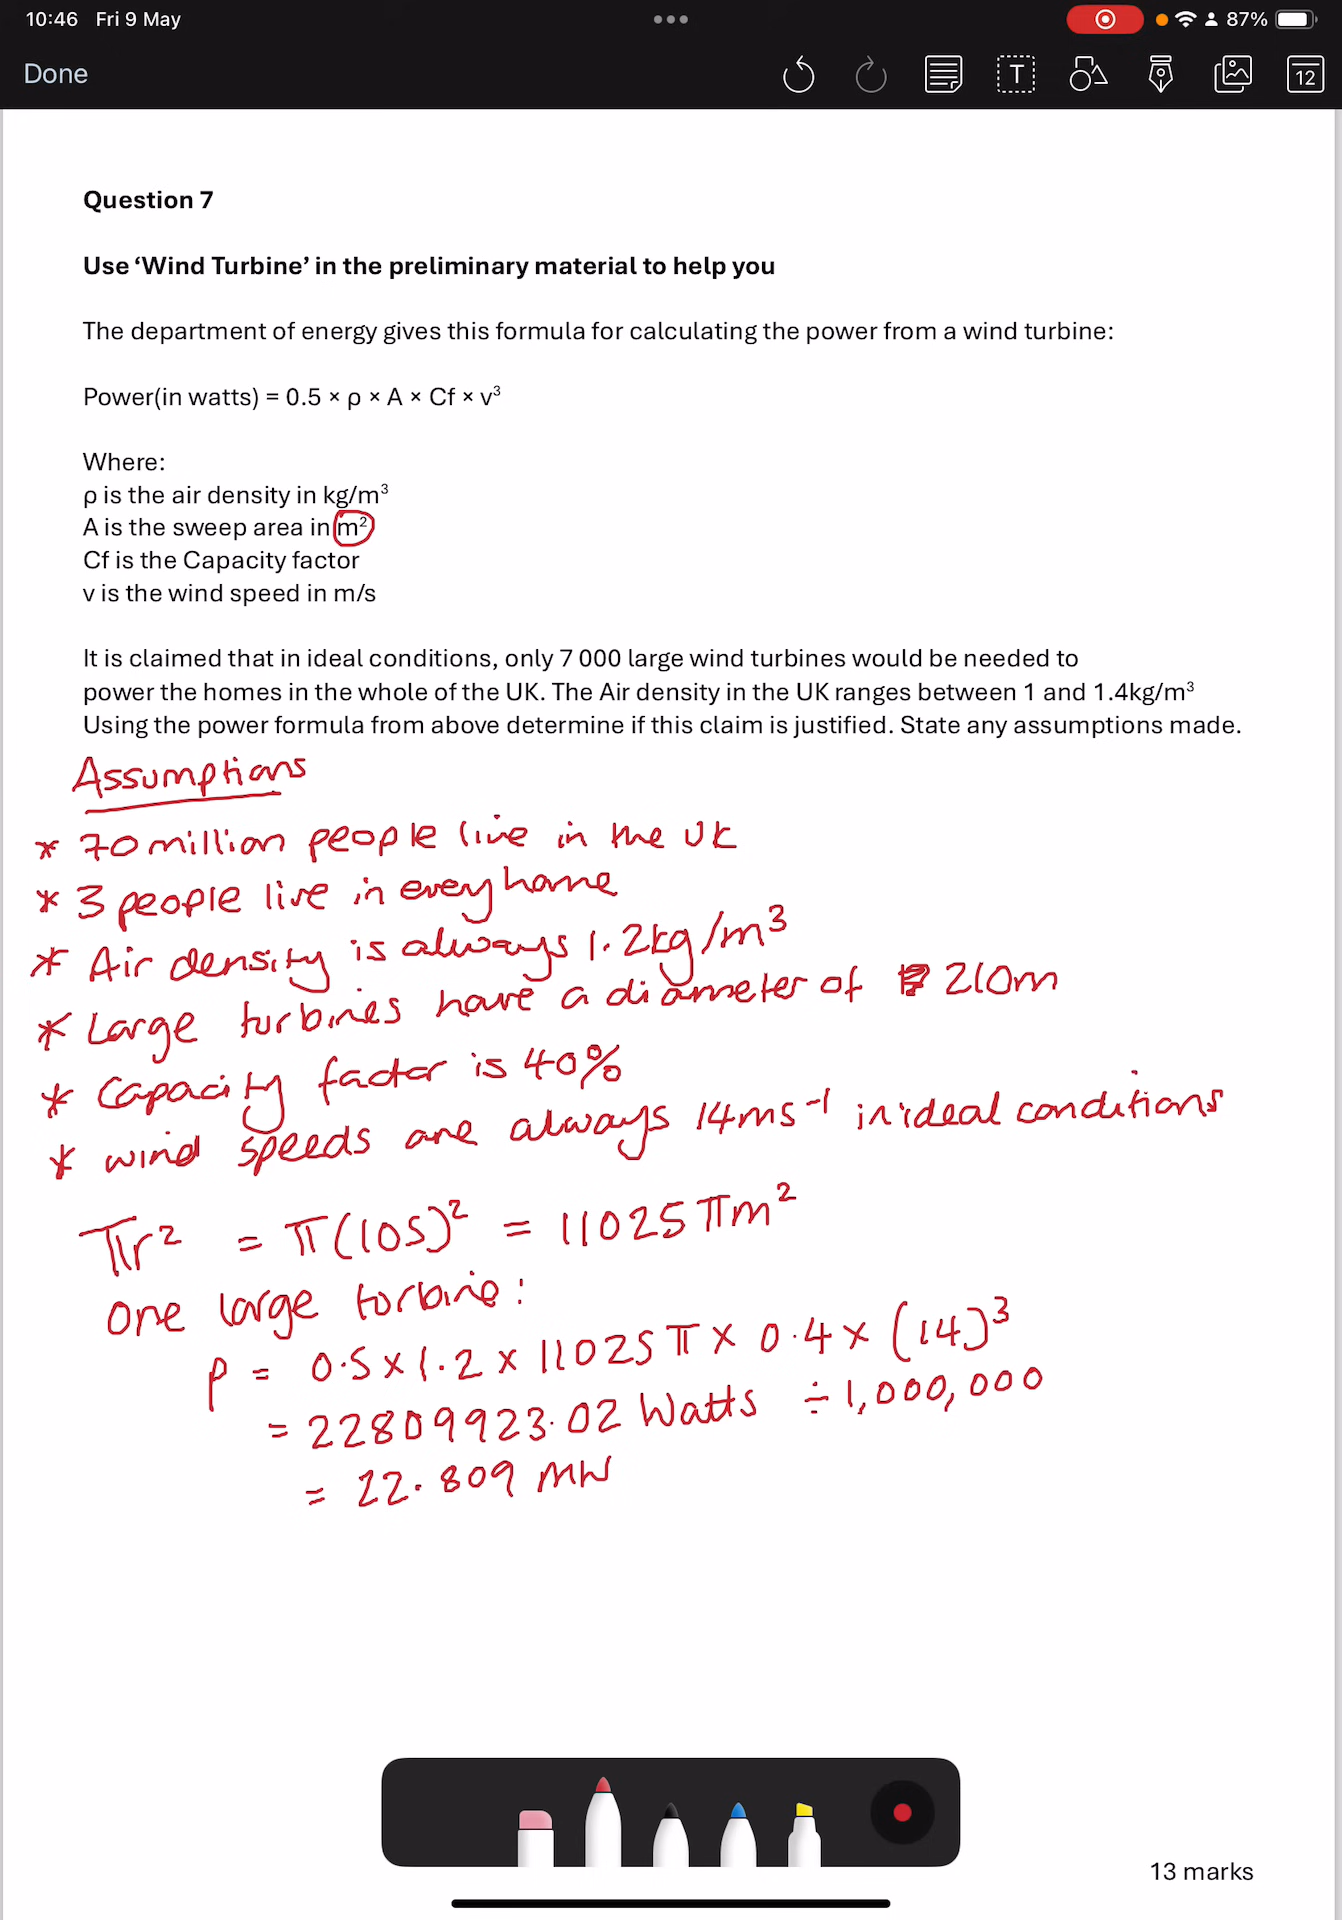 10:46 Fri 9 May
87%
Done
T
12
Question 7
Use ‘Wind Turbine’ in the preliminary material to help you
The department of energy gives this formula for calculating the power from a wind turbine:
Power(in watts) = 0.5 × ρ × A × Cf × v³
Where:
ρ is the air density in kg/m³
A is the sweep area in m²
Cf is the Capacity factor
v is the wind speed in m/s
It is claimed that in ideal conditions, only 7 000 large wind turbines would be needed to
power the homes in the whole of the UK. The Air density in the UK ranges between 1 and 1.4kg/m³
Using the power formula from above determine if this claim is justified. State any assumptions made.
Assumptions
* 70 million people live in the UK
* 3 people live in every home
* Air density is always 1.2kg/m³
* Large turbines have a diameter of 210m
* Capacity factor is 40%
* wind speeds are always 14ms⁻¹ in ideal conditions
πr² = π(105)² = 11025πm²
One large turbine:
P = 0.5 x 1.2 x 11025π x 0.4 x (14)³
= 22809923.02 Watts ÷ 1,000,000
= 22.809 MW
13 marks